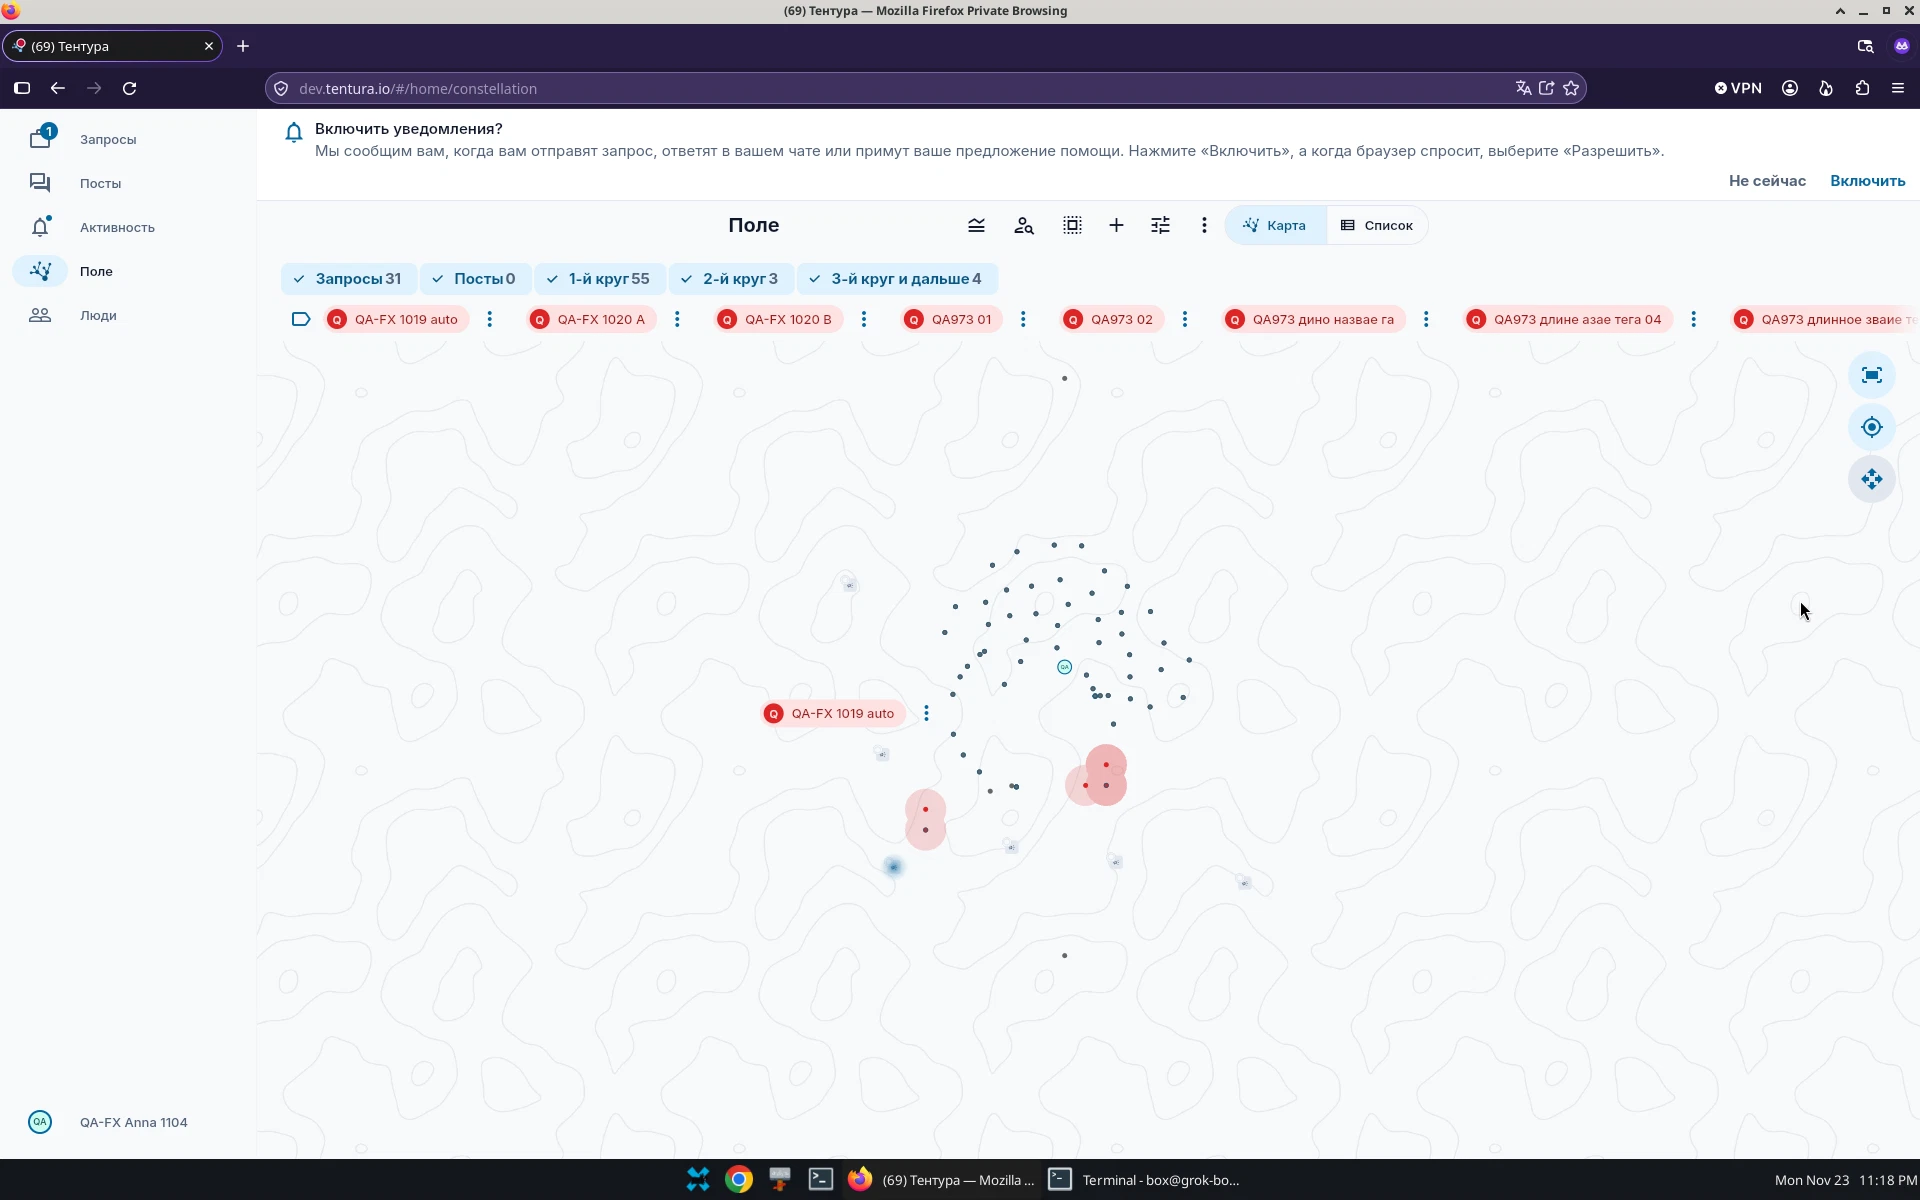 (69) Тентура — Mozilla Firefox Private Browsing
(69) Тентура
dev.tentura.io/#/home/constellation
VPN
1
Запросы
Посты
Активность
Поле
Люди
Включить уведомления?
Мы сообщим вам, когда вам отправят запрос, ответят в вашем чате или примут ваше предложение помощи. Нажмите «Включить», а когда браузер спросит, выберите «Разрешить».
Не сейчас Включить
Поле
Карта Список
Запросы 31 Посты 0 1-й круг 55 2-й круг 3 3-й круг и дальше 4
Q QA-FX 1019 auto Q QA-FX 1020 A Q QA-FX 1020 B Q QA973 01 Q QA973 02 Q QA973 дино назвае га Q QA973 длине азае тега 04 Q QA973 длинное зваие те
QA
Q QA-FX 1019 auto
QA QA-FX Anna 1104
(69) Тентура — Mozilla ... Terminal - box@grok-bo... Mon Nov 23 11:18 PM